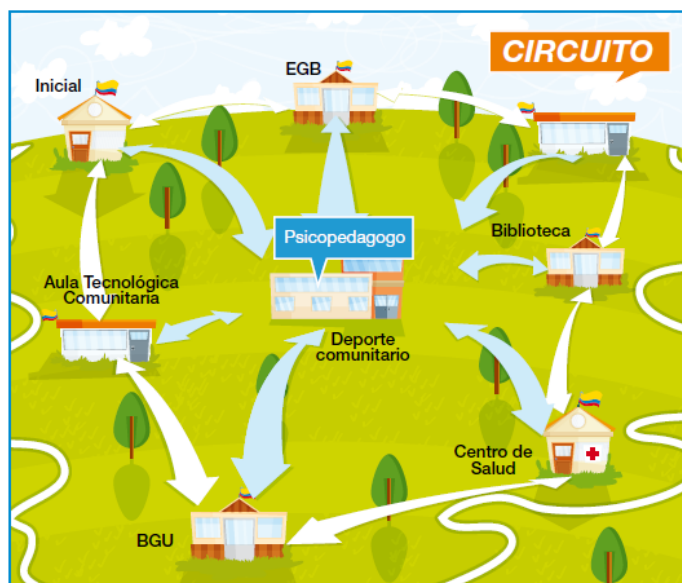 CIRCUITO
EGB
Inicial
Psicopedagogo
Biblioteca
Aula Tecnológica
Comunitaria
Deporte
comunitario
Centro de
Salud
BGU